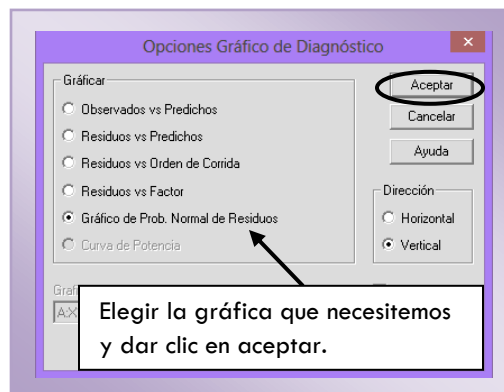 Opciones Gráfico de Diagnóstico
Gráficar
Observados vs Predichos
Residuos vs Predichos
Residuos vs Orden de Corrida
Residuos vs Factor
Gráfico de Prob. Normal de Residuos
Curva de Potencia
Aceptar
Cancelar
Ayuda
Dirección
Horizontal
Vertical
Elegir la gráfica que necesitemos
y dar clic en aceptar.